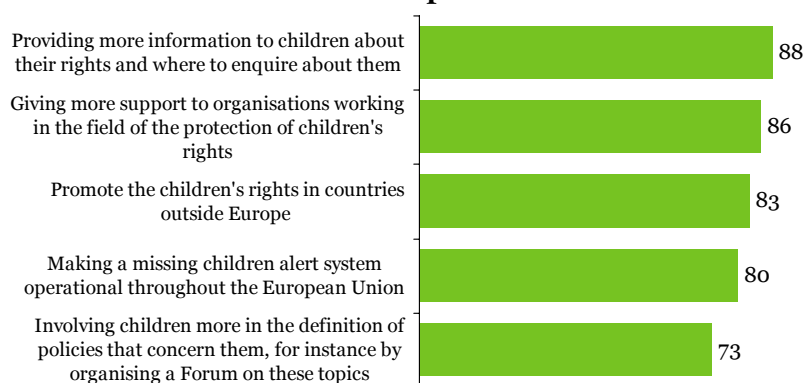 Providing more information to children about
their rights and where to enquire about them
88
Giving more support to organisations working
in the field of the protection of children's
rights
86
Promote the children's rights in countries
outside Europe
83
Making a missing children alert system
operational throughout the European Union
80
Involving children more in the definition of
policies that concern them, for instance by
organising a Forum on these topics
73